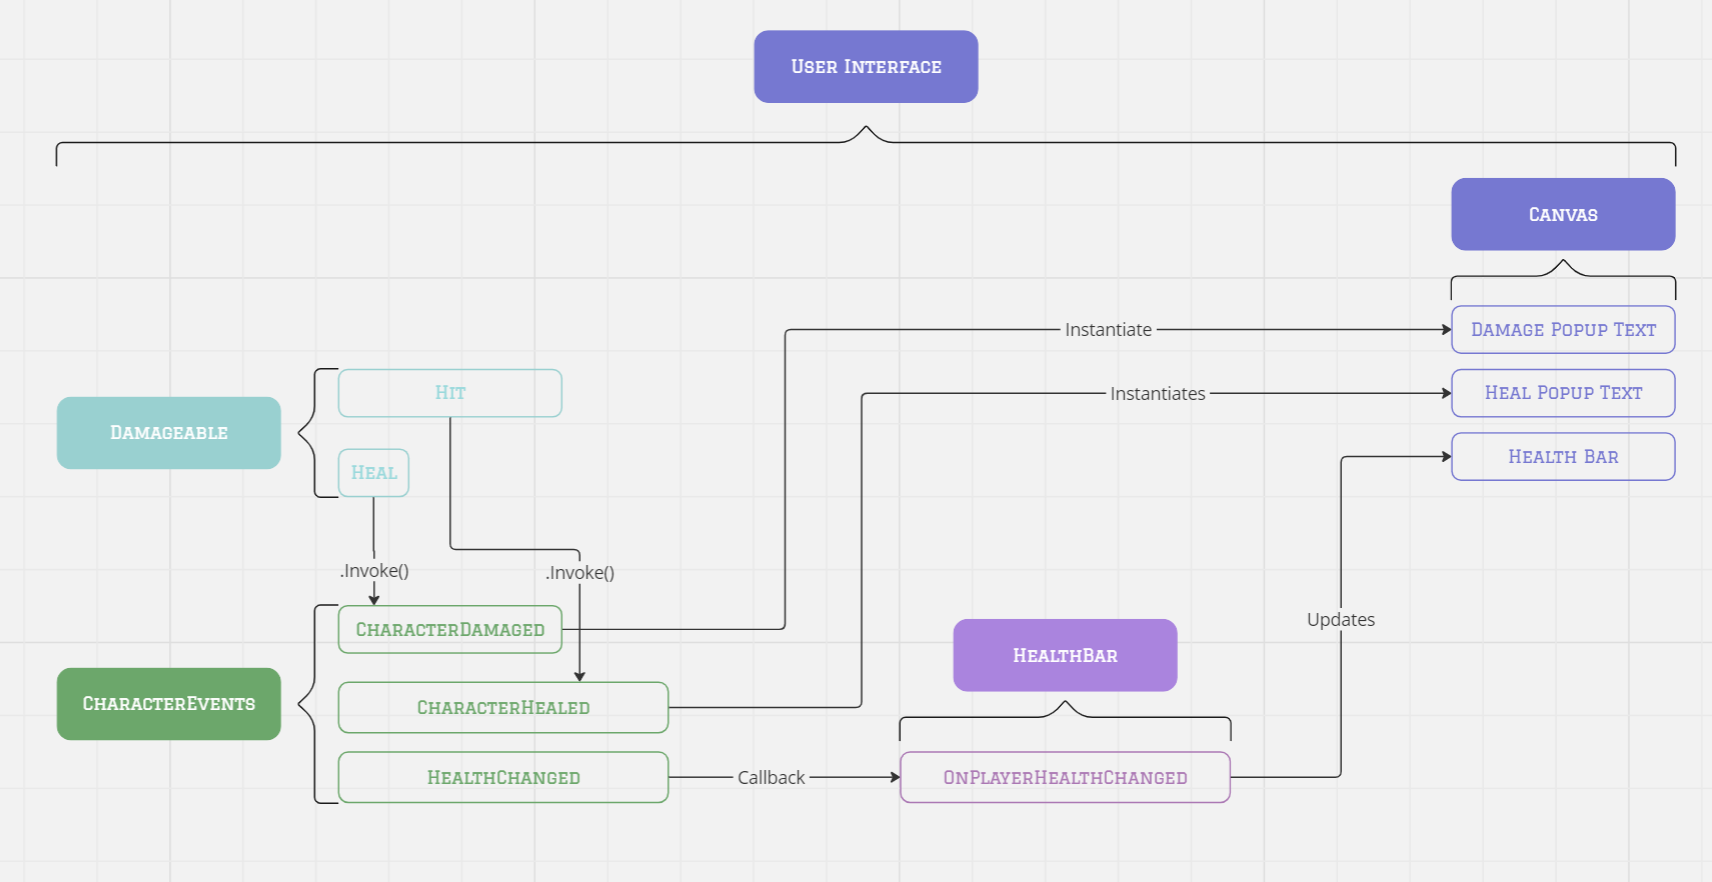 User Interface
Canvas
Instantiate
Damage Popup Text
Hit
Instantiates
Heal Popup Text
Damageable
Heal
Health Bar
.Invoke()
.Invoke()
CharacterDamaged
Updates
HealthBar
CharacterEvents
CharacterHealed
HealthChanged
Callback
OnPlayerHealthChanged